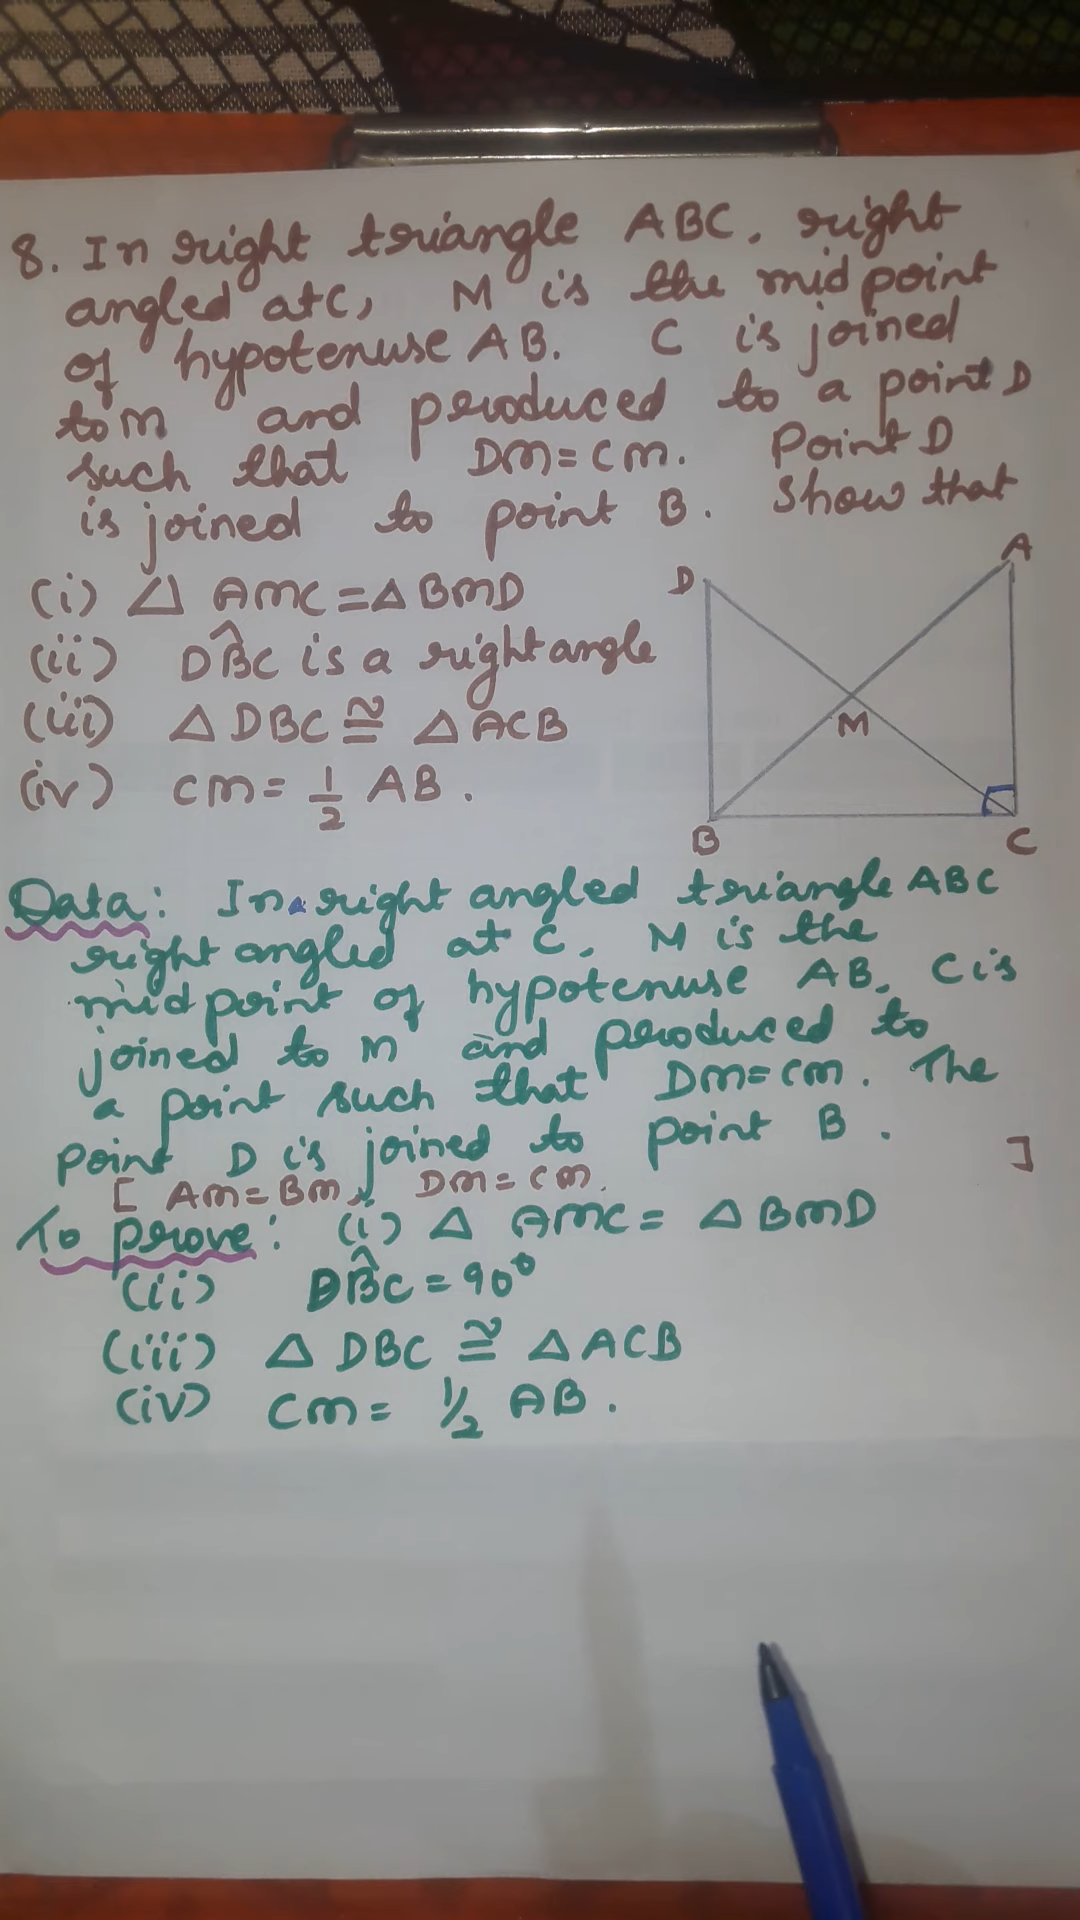 8. In right triangle ABC, right
angled at C, M is the mid point
of hypotenuse AB. C is joined
to m and produced to a point D
such that Dm = cm. Point D
is joined to point B. Show that
(i) △ AMC = △ BMD
(ii) DB̂C is a right angle
(iii) △ DBC ≅ △ ACB
(iv) cm = 1/2 AB.
D
A
M
B
C
Data: In right angled triangle ABC
right angled at C, M is the
mid point of hypotenuse AB, C is
joined to m and produced to
a point such that Dm = cm. The
point D is joined to point B.
[ Am = Bm, Dm = cm. ]
To prove: (i) △ AMC = △ BMD
(ii) DB̂C = 90°
(iii) △ DBC ≅ △ ACB
(iv) cm = 1/2 AB.